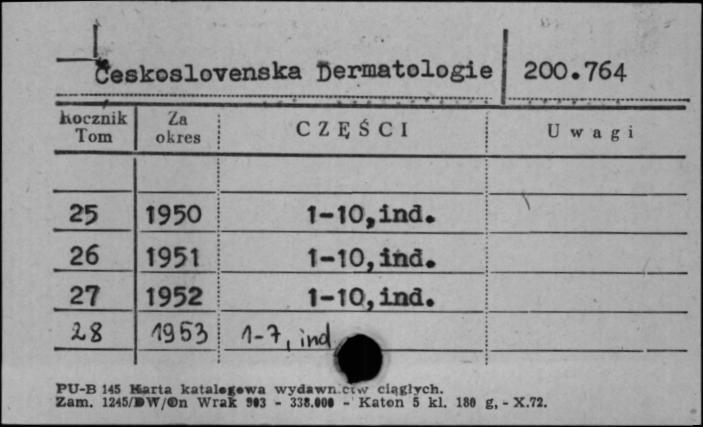 Československa Dermatologie 200.764
Rocznik Tom Za okres CZĘŚCI Uwagi
25 1950 1-10, ind.
26 1951 1-10, ind.
27 1952 1-10, ind.
28 1953 1-7, ind
PU-B 145 Karta katalogowa wydawnictw ciągłych.
Zam. 1245/DW/On Wrak 903 - 338.000 - Katon 5 kl. 180 g, - X.72.